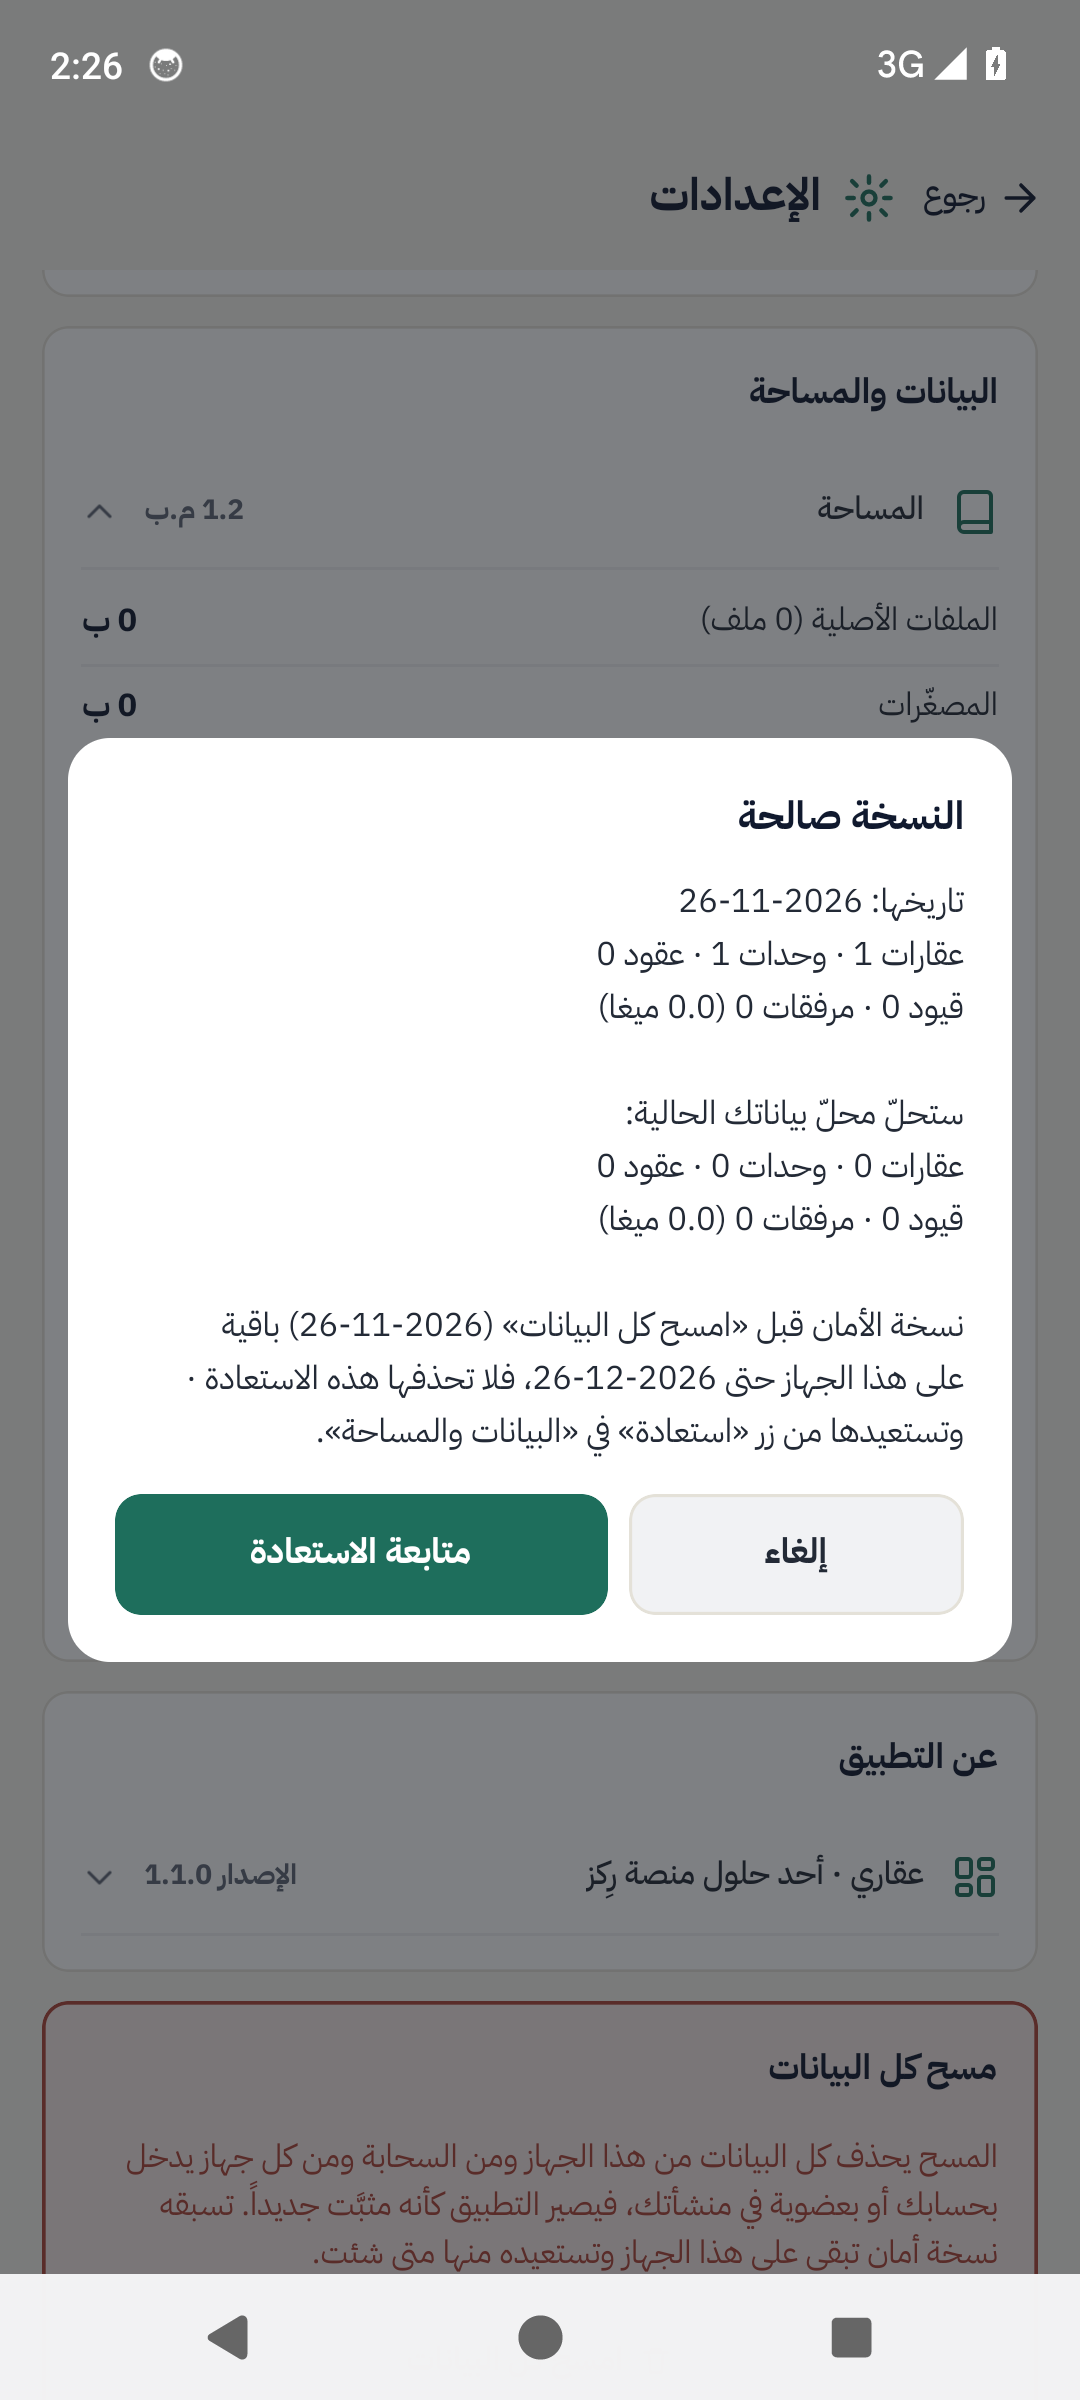 2:26
3G
رجوع
الإعدادات
البيانات والمساحة
المساحة
1.2 م.ب
الملفات الأصلية (0 ملف)
0 ب
المصغّرات
0 ب
النسخة صالحة
تاريخها: 2026-11-26
عقارات 1 · وحدات 1 · عقود 0
قيود 0 · مرفقات 0 (0.0 ميغا)
ستحلّ محلّ بياناتك الحالية:
عقارات 0 · وحدات 0 · عقود 0
قيود 0 · مرفقات 0 (0.0 ميغا)
نسخة الأمان قبل «امسح كل البيانات» (2026-11-26) باقية
على هذا الجهاز حتى 2026-12-26، فلا تحذفها هذه الاستعادة ·
وتستعيدها من زر «استعادة» في «البيانات والمساحة».
إلغاء
متابعة الاستعادة
عن التطبيق
عقاري · أحد حلول منصة رِكز
الإصدار 1.1.0
مسح كل البيانات
المسح يحذف كل البيانات من هذا الجهاز ومن السحابة ومن كل جهاز يدخل
بحسابك أو بعضوية في منشأتك، فيصير التطبيق كأنه مثبَّت جديداً. تسبقه
نسخة أمان تبقى على هذا الجهاز وتستعيده منها متى شئت.